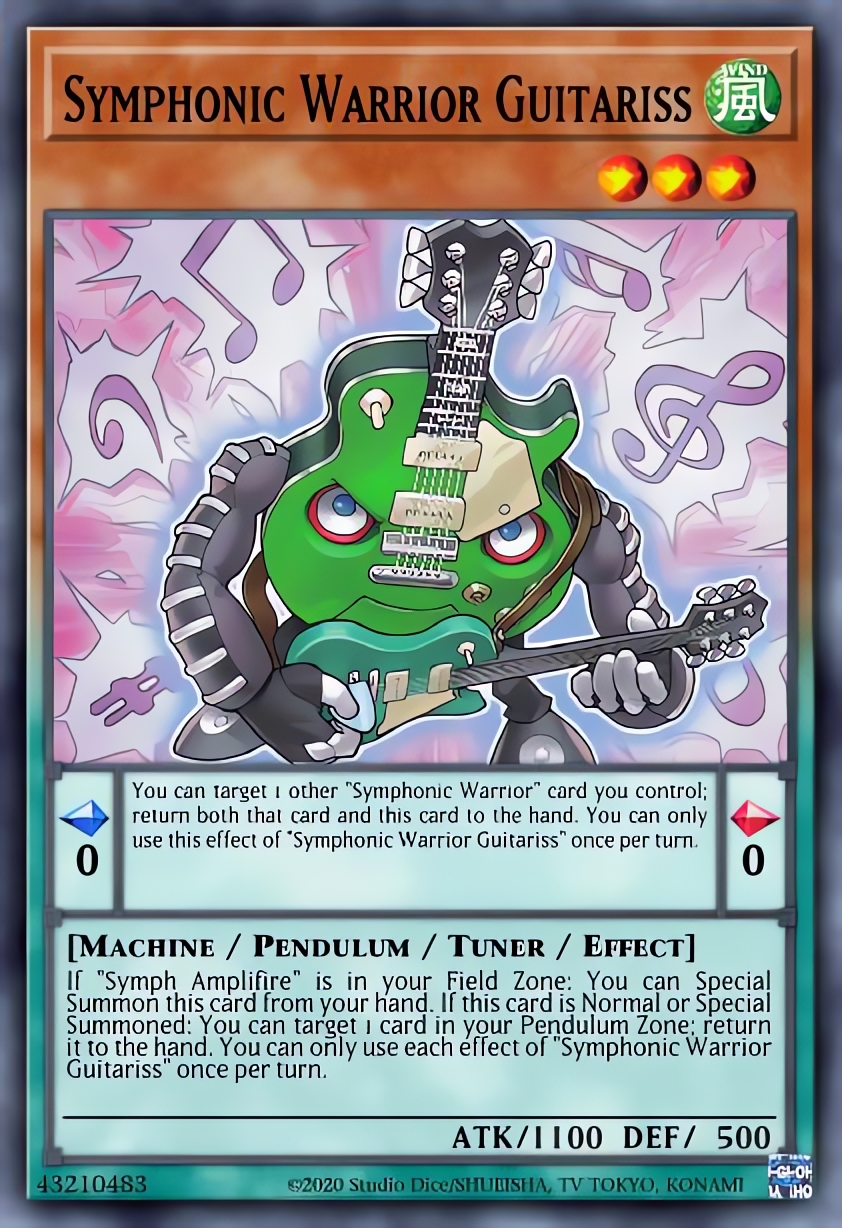 SYMPHONIC WARRIOR GUITARISS
WIND
風
You can target 1 other "Symphonic Warrior" card you control;
return both that card and this card to the hand. You can only
use this effect of "Symphonic Warrior Guitariss" once per turn.
0
0
[MACHINE / PENDULUM / TUNER / EFFECT]
If "Symph Amplifire" is in your Field Zone: You can Special
Summon this card from your hand. If this card is Normal or Special
Summoned: You can target 1 card in your Pendulum Zone; return
it to the hand. You can only use each effect of "Symphonic Warrior
Guitariss" once per turn.
ATK/1100 DEF/ 500
43210483
©2020 Studio Dice/SHUEISHA, TV TOKYO, KONAMI